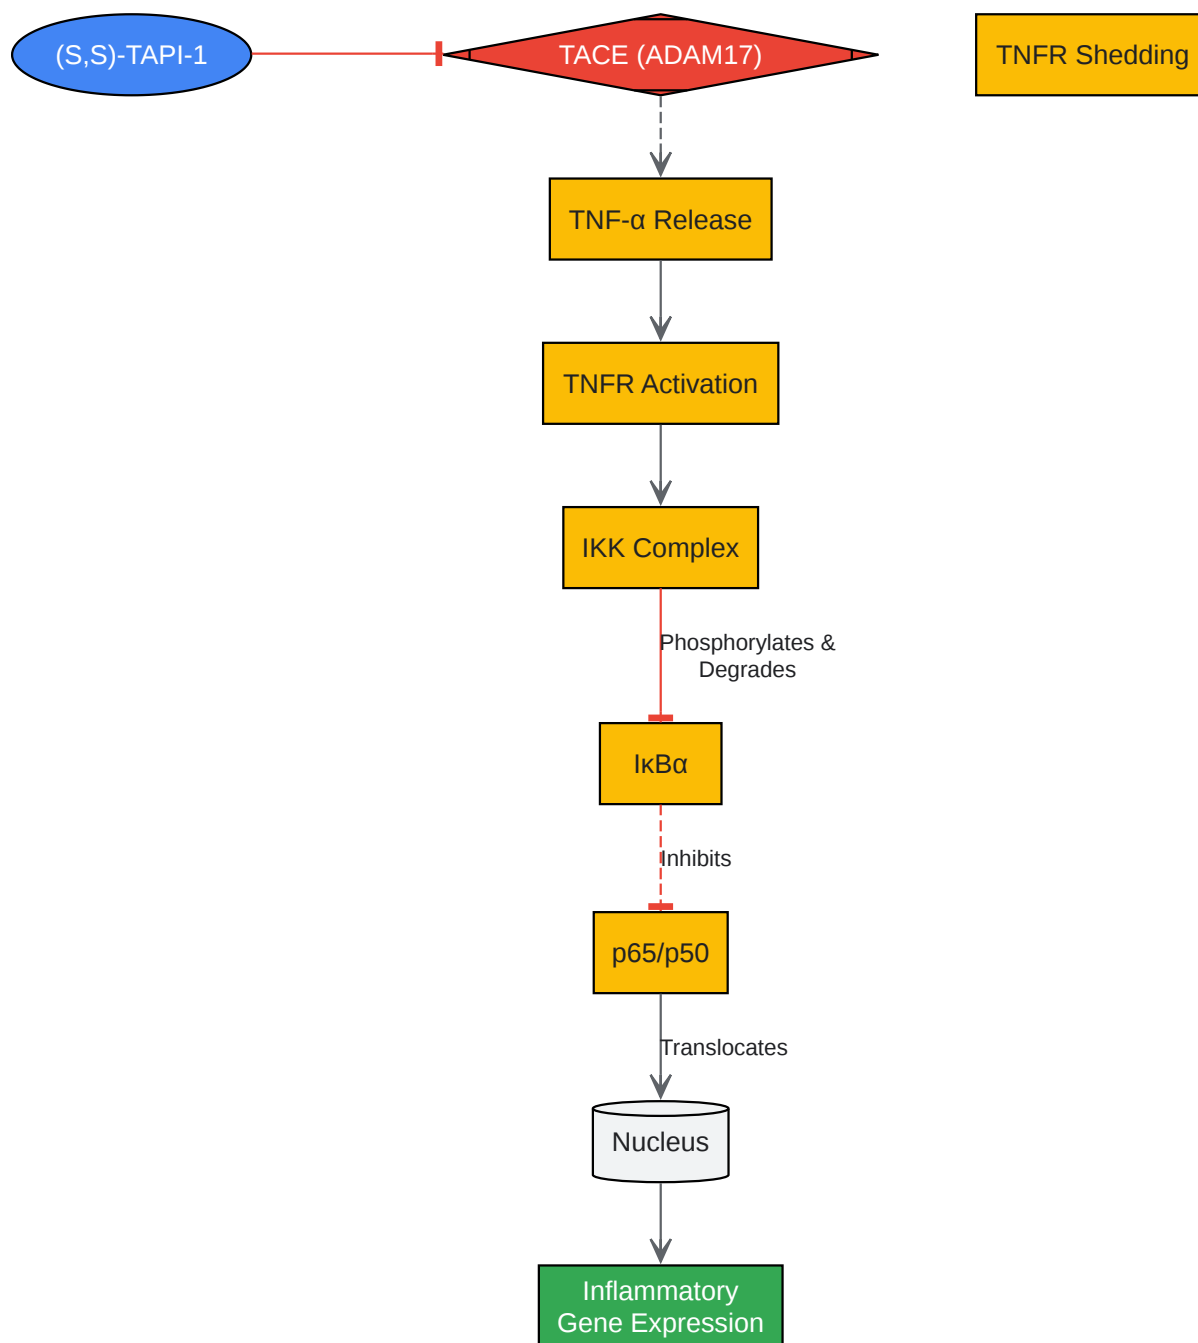 (S,S)-TAPI-1
TACE (ADAM17)
TNFR Shedding
TNF-α Release
TNFR Activation
IKK Complex
Phosphorylates &
Degrades
IκBα
Inhibits
p65/p50
Translocates
Nucleus
Inflammatory
Gene Expression